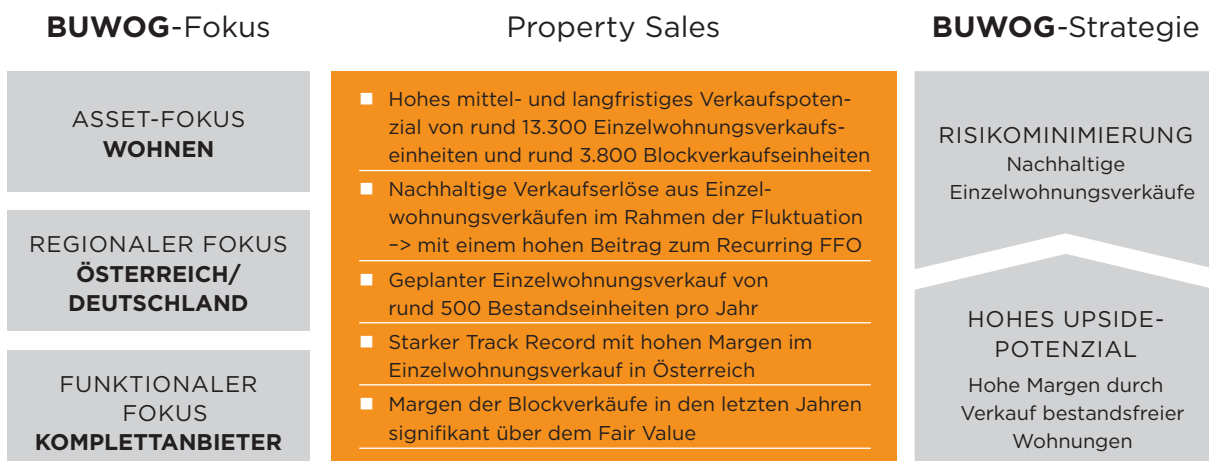 BUWOG-Fokus
ASSET-FOKUS
WOHNEN
REGIONALER FOKUS
ÖSTERREICH/
DEUTSCHLAND
FUNKTIONALER
FOKUS
KOMPLETTANBIETER
Property Sales
■ Hohes mittel- und langfristiges Verkaufspoten-
zial von rund 13.300 Einzelwohnungsverkaufs-
einheiten und rund 3.800 Blockverkaufseinheiten
■ Nachhaltige Verkaufserlöse aus Einzel-
wohnungsverkäufen im Rahmen der Fluktuation
–> mit einem hohen Beitrag zum Recurring FFO
■ Geplanter Einzelwohnungsverkauf von
rund 500 Bestandseinheiten pro Jahr
■ Starker Track Record mit hohen Margen im
Einzelwohnungsverkauf in Österreich
■ Margen der Blockverkäufe in den letzten Jahren
signifikant über dem Fair Value
BUWOG-Strategie
RISIKOMINIMIERUNG
Nachhaltige
Einzelwohnungsverkäufe
HOHES UPSIDE-
POTENZIAL
Hohe Margen durch
Verkauf bestandsfreier
Wohnungen